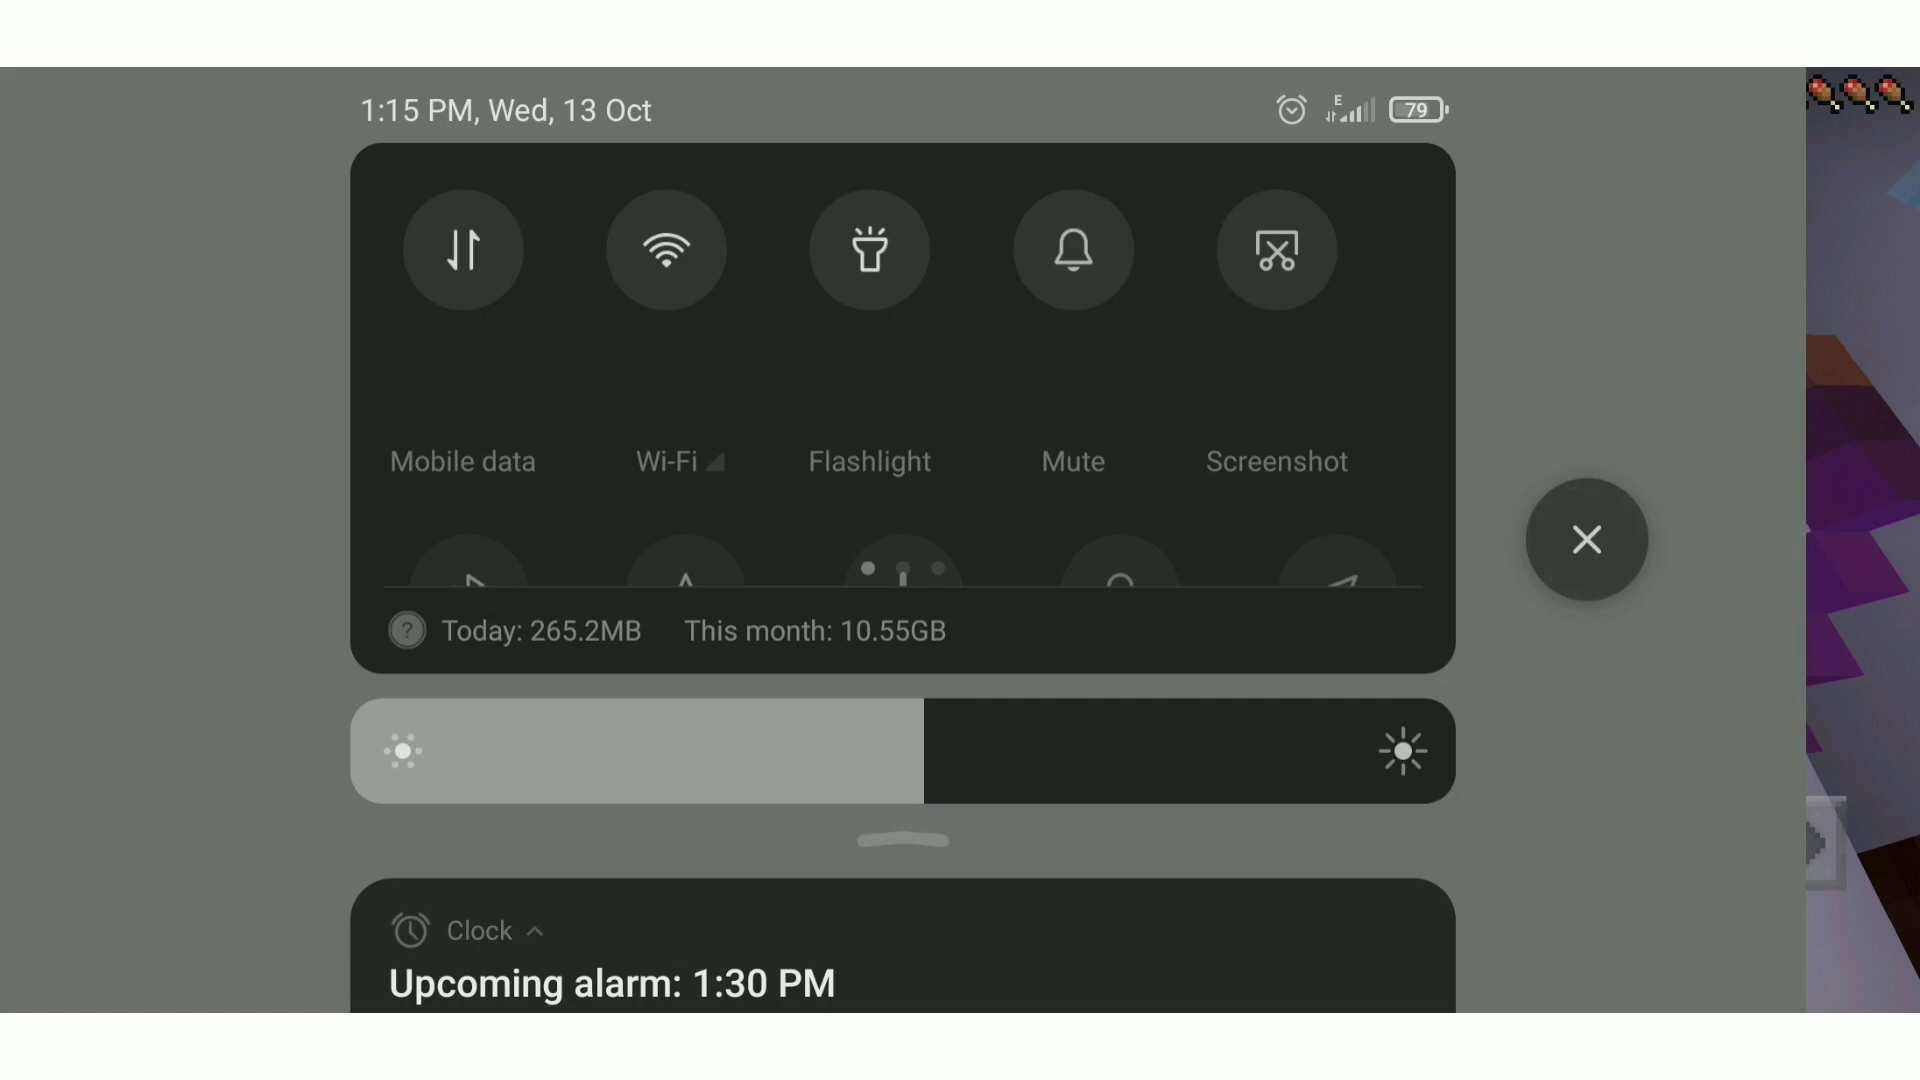 1:15 PM, Wed, 13 Oct E 79
Mobile data Wi-Fi Flashlight Mute Screenshot
? Today: 265.2MB This month: 10.55GB
Clock
Upcoming alarm: 1:30 PM